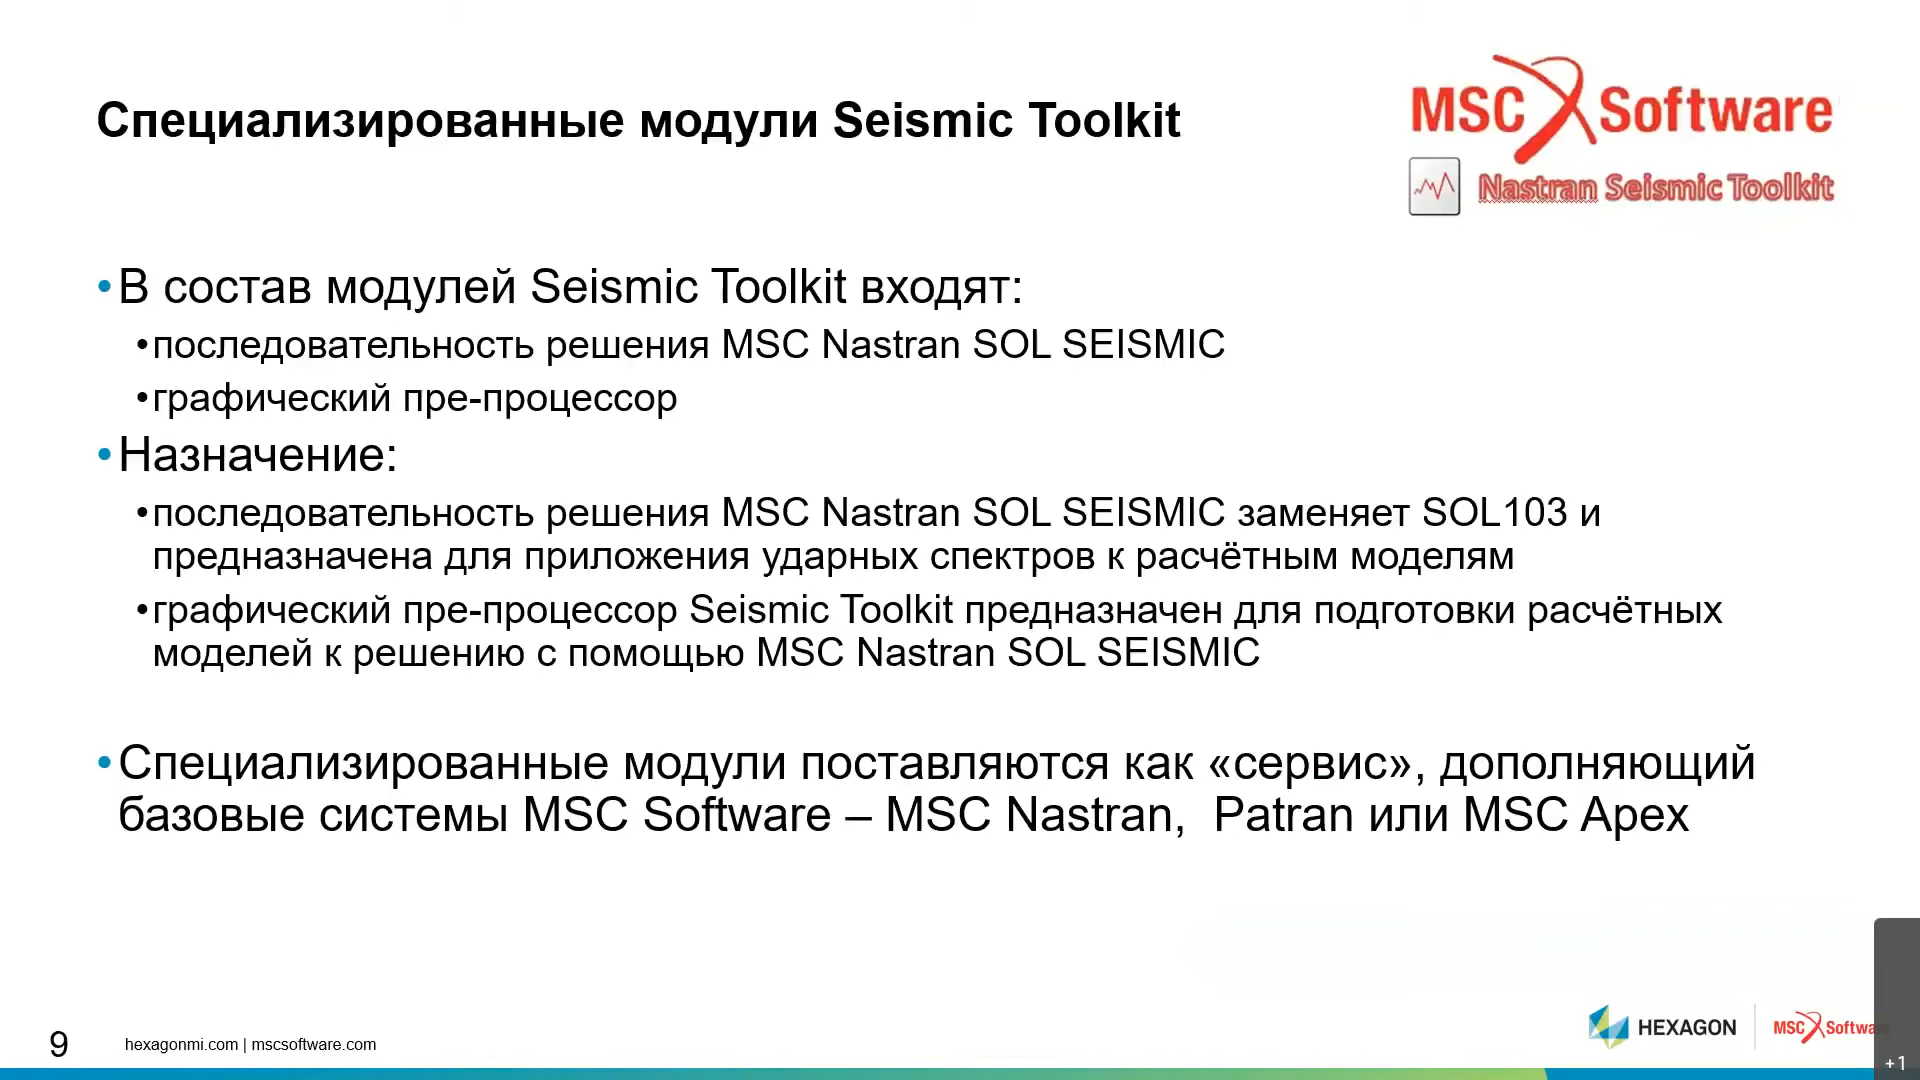 Специализированные модули Seismic Toolkit
MSC Software
Nastran Seismic Toolkit
•В состав модулей Seismic Toolkit входят:
•последовательность решения MSC Nastran SOL SEISMIC
•графический пре-процессор
•Назначение:
•последовательность решения MSC Nastran SOL SEISMIC заменяет SOL103 и
предназначена для приложения ударных спектров к расчётным моделям
•графический пре-процессор Seismic Toolkit предназначен для подготовки расчётных
моделей к решению с помощью MSC Nastran SOL SEISMIC
•Специализированные модули поставляются как «сервис», дополняющий
базовые системы MSC Software – MSC Nastran, Patran или MSC Apex
9
hexagonmi.com | mscsoftware.com
HEXAGON
MSC Softwar
+1